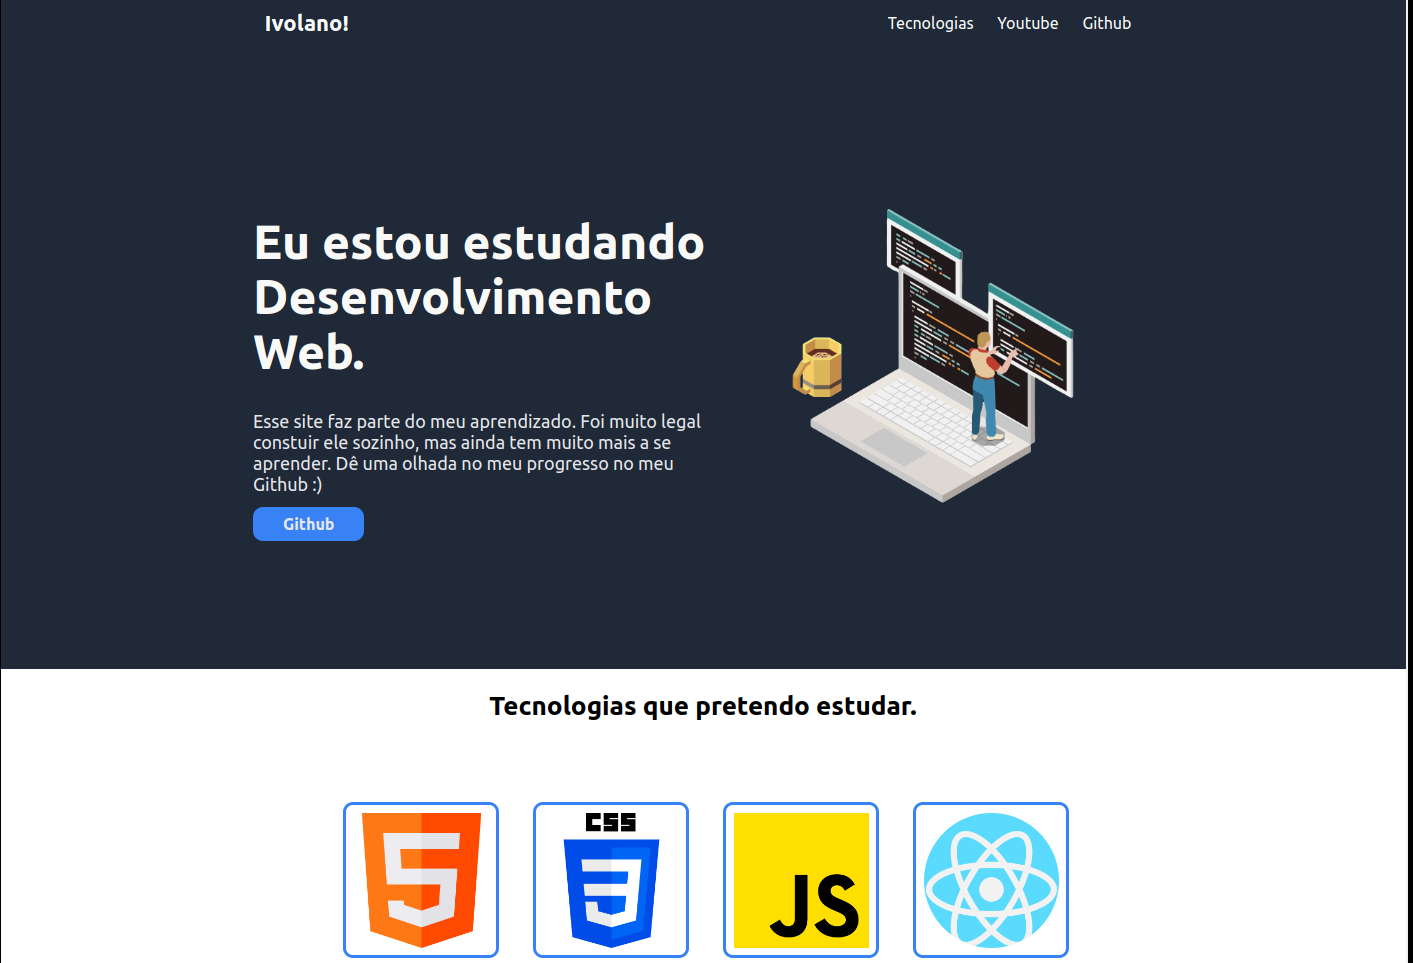 Ivolano!
Tecnologias Youtube Github
Eu estou estudando
Desenvolvimento
Web.
Esse site faz parte do meu aprendizado. Foi muito legal
constuir ele sozinho, mas ainda tem muito mais a se
aprender. Dê uma olhada no meu progresso no meu
Github :)
Github
Tecnologias que pretendo estudar.
CSS
JS